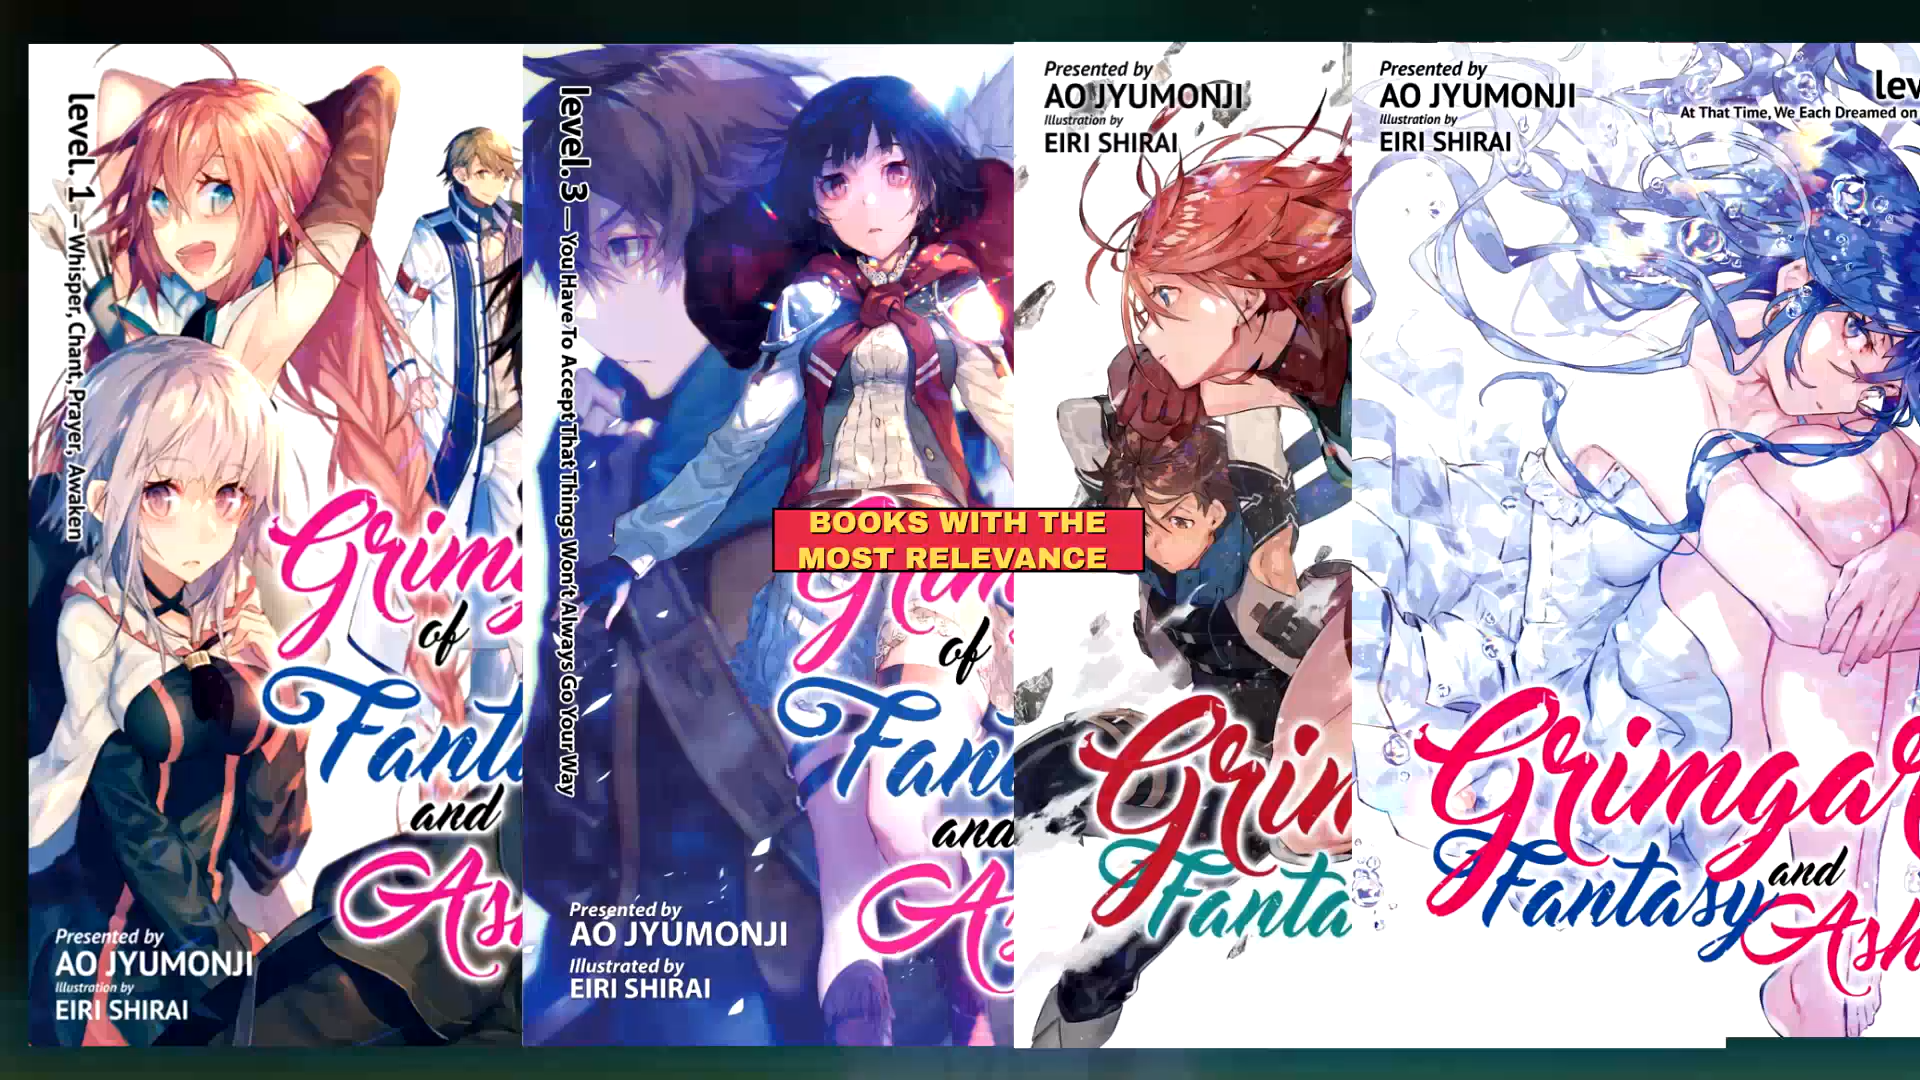 level. 1 — Whisper, Chant, Prayer, Awaken
Grimg
of
Fanta
and
Ash
Presented by
AO JYUMONJI
Illustration by
EIRI SHIRAI
level. 3 — You Have To Accept That Things Won't Always Go Your Way
Grim
of
Fant
and
As
Presented by
AO JYUMONJI
Illustrated by
EIRI SHIRAI
BOOKS WITH THE
MOST RELEVANCE
Presented by
AO JYUMONJI
Illustration by
EIRI SHIRAI
Grim
Fanta
Presented by
AO JYUMONJI
Illustration by
EIRI SHIRAI
lev
At That Time, We Each Dreamed on
Grimgar
Fantasy
and
Ash